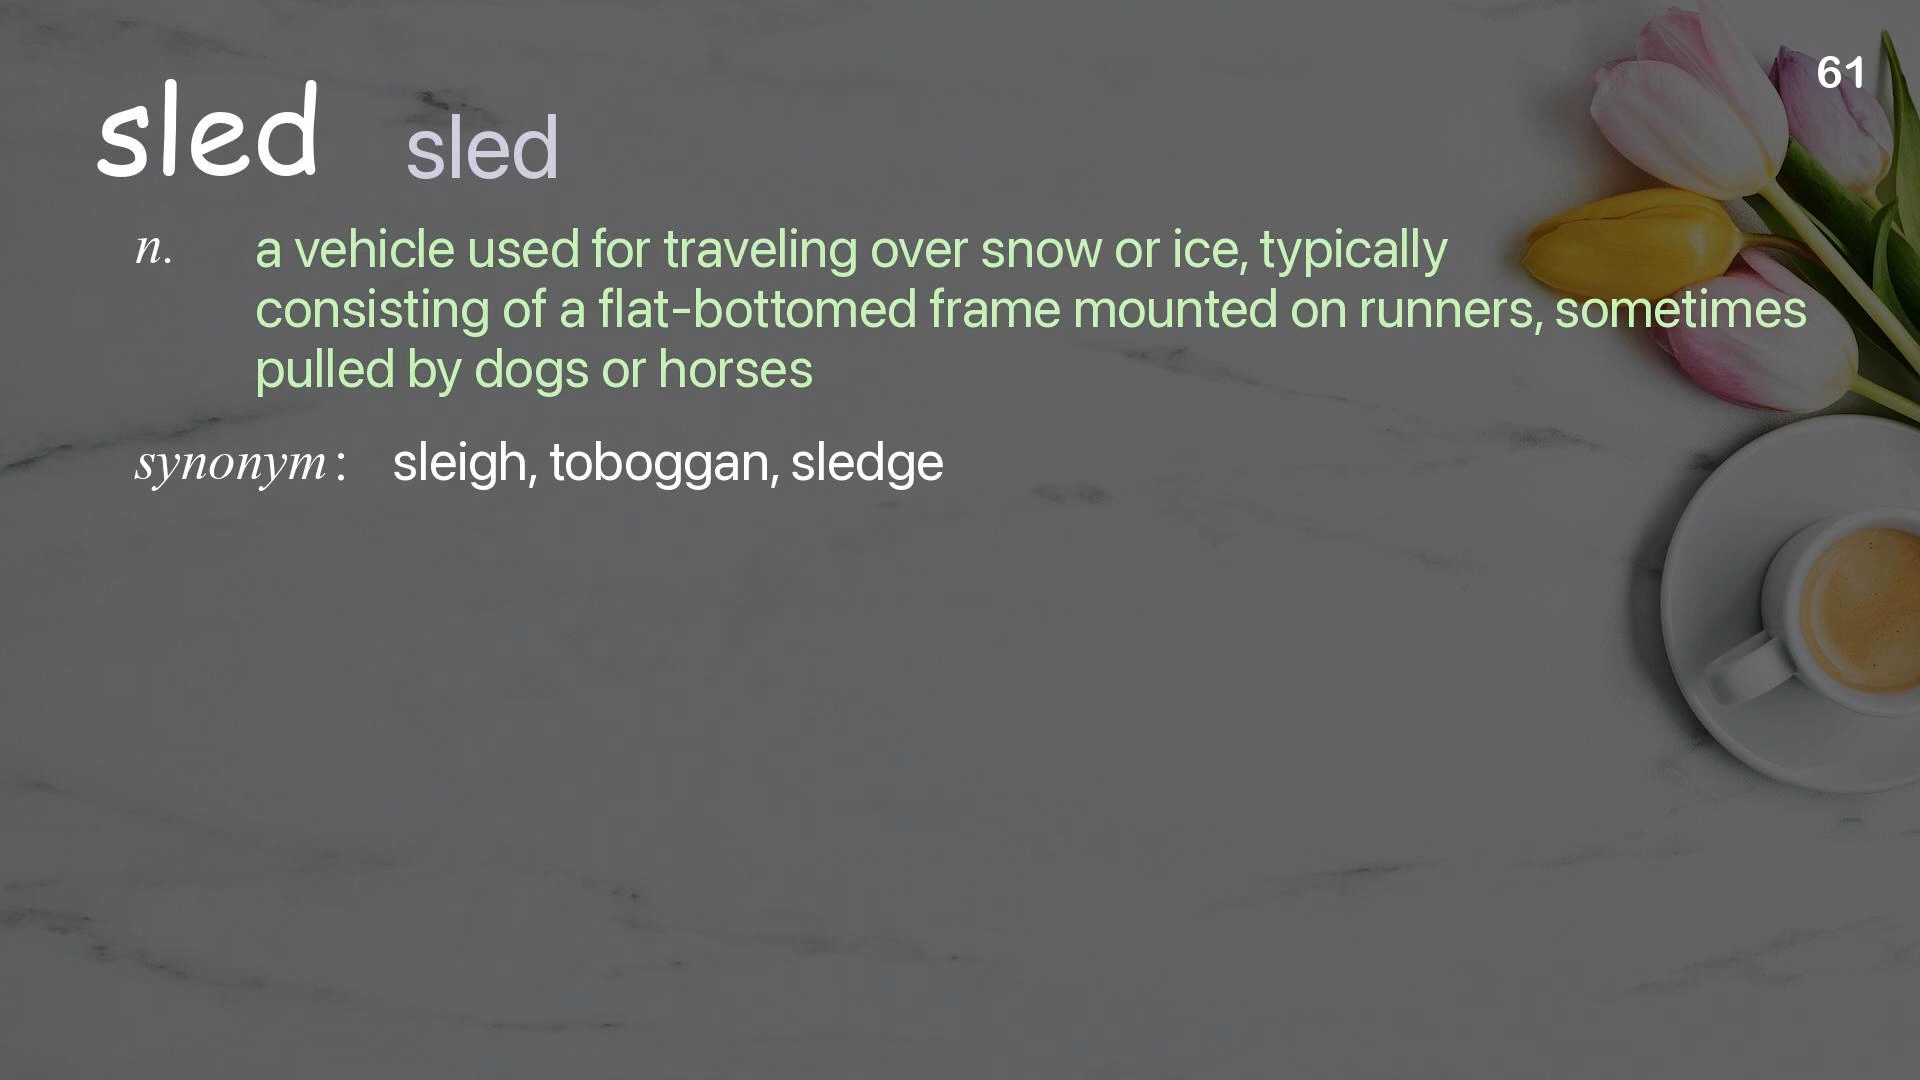 61
sled sled
n. a vehicle used for traveling over snow or ice, typically
consisting of a flat-bottomed frame mounted on runners, sometimes
pulled by dogs or horses
synonym: sleigh, toboggan, sledge